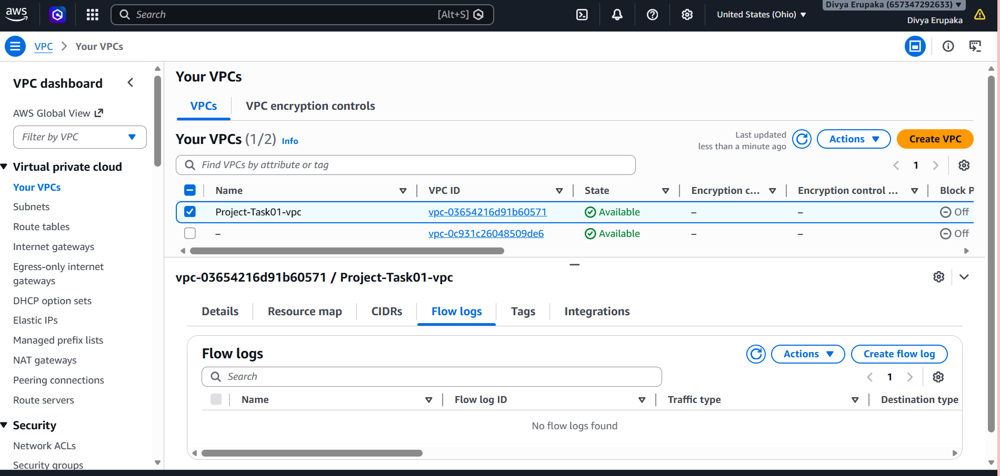 aws
Search
[Alt+S]
United States (Ohio)
Divya Erupaka (657347292633)
Divya Erupaka
VPC
Your VPCs
VPC dashboard
AWS Global View
Filter by VPC
Virtual private cloud
Your VPCs
Subnets
Route tables
Internet gateways
Egress-only internet
gateways
DHCP option sets
Elastic IPs
Managed prefix lists
NAT gateways
Peering connections
Route servers
Security
Network ACLs
Security groups
Your VPCs
VPCs
VPC encryption controls
Your VPCs (1/2) Info
Last updated
less than a minute ago
Actions
Create VPC
Find VPCs by attribute or tag
1
Name VPC ID State Encryption c... Encryption control ... Block P
Project-Task01-vpc vpc-03654216d91b60571 Available – – Off
– vpc-0c931c26048509de6 Available – – Off
vpc-03654216d91b60571 / Project-Task01-vpc
Details Resource map CIDRs Flow logs Tags Integrations
Flow logs
Actions
Create flow log
Search
1
Name Flow log ID Traffic type Destination type
No flow logs found